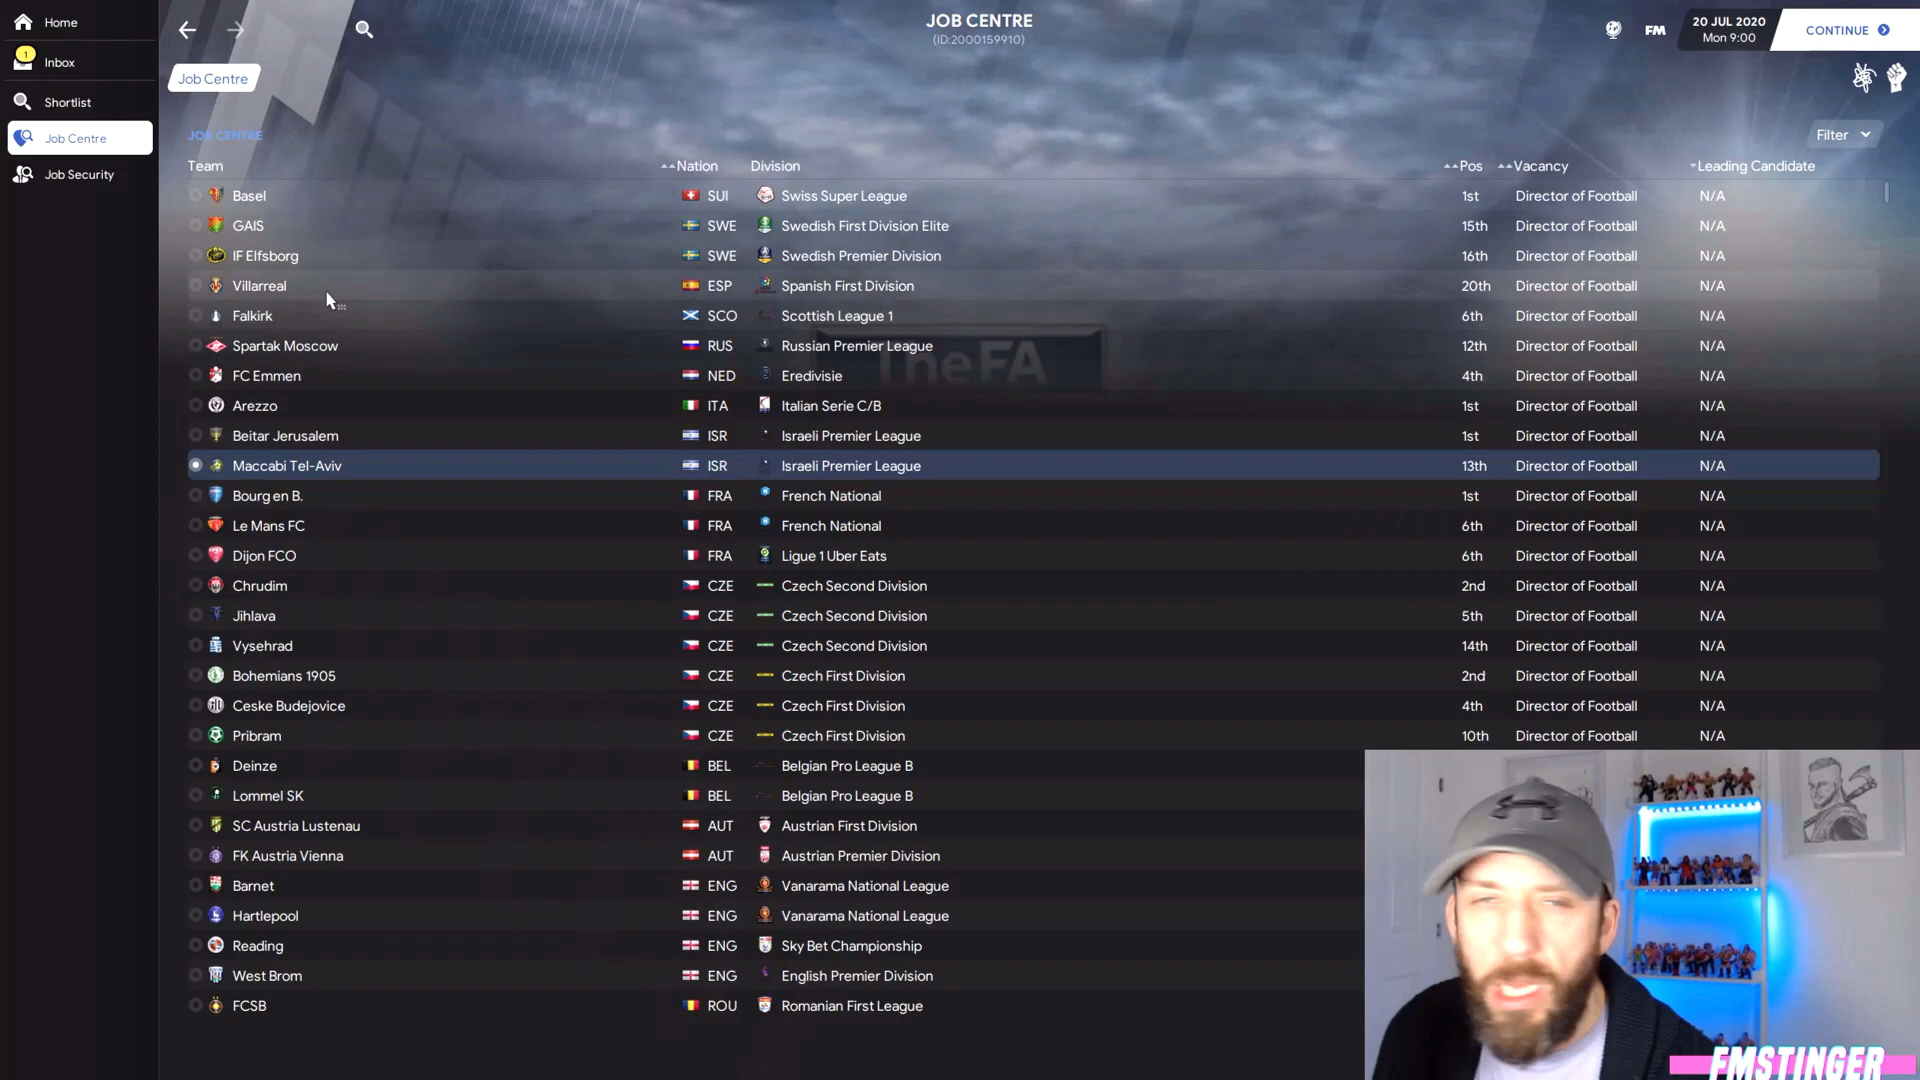 Home
JOB CENTRE
(ID:2000159910)
FM
20 JUL 2020
Mon 9:00
CONTINUE
1
Inbox
Shortlist
Job Centre
Job Centre
Job Security
JOB CENTRE
Filter
Team Nation Division Pos Vacancy Leading Candidate
Basel SUI Swiss Super League 1st Director of Football N/A
GAIS SWE Swedish First Division Elite 15th Director of Football N/A
IF Elfsborg SWE Swedish Premier Division 16th Director of Football N/A
Villarreal ESP Spanish First Division 20th Director of Football N/A
Falkirk SCO Scottish League 1 6th Director of Football N/A
Spartak Moscow RUS Russian Premier League 12th Director of Football N/A
TheFA
FC Emmen NED Eredivisie 4th Director of Football N/A
Arezzo ITA Italian Serie C/B 1st Director of Football N/A
Beitar Jerusalem ISR Israeli Premier League 1st Director of Football N/A
Maccabi Tel-Aviv ISR Israeli Premier League 13th Director of Football N/A
Bourg en B. FRA French National 1st Director of Football N/A
Le Mans FC FRA French National 6th Director of Football N/A
Dijon FCO FRA Ligue 1 Uber Eats 6th Director of Football N/A
Chrudim CZE Czech Second Division 2nd Director of Football N/A
Jihlava CZE Czech Second Division 5th Director of Football N/A
Vysehrad CZE Czech Second Division 14th Director of Football N/A
Bohemians 1905 CZE Czech First Division 2nd Director of Football N/A
Ceske Budejovice CZE Czech First Division 4th Director of Football N/A
Pribram CZE Czech First Division 10th Director of Football N/A
Deinze BEL Belgian Pro League B
Lommel SK BEL Belgian Pro League B
SC Austria Lustenau AUT Austrian First Division
FK Austria Vienna AUT Austrian Premier Division
Barnet ENG Vanarama National League
Hartlepool ENG Vanarama National League
Reading ENG Sky Bet Championship
West Brom ENG English Premier Division
FCSB ROU Romanian First League
FMSTINGER